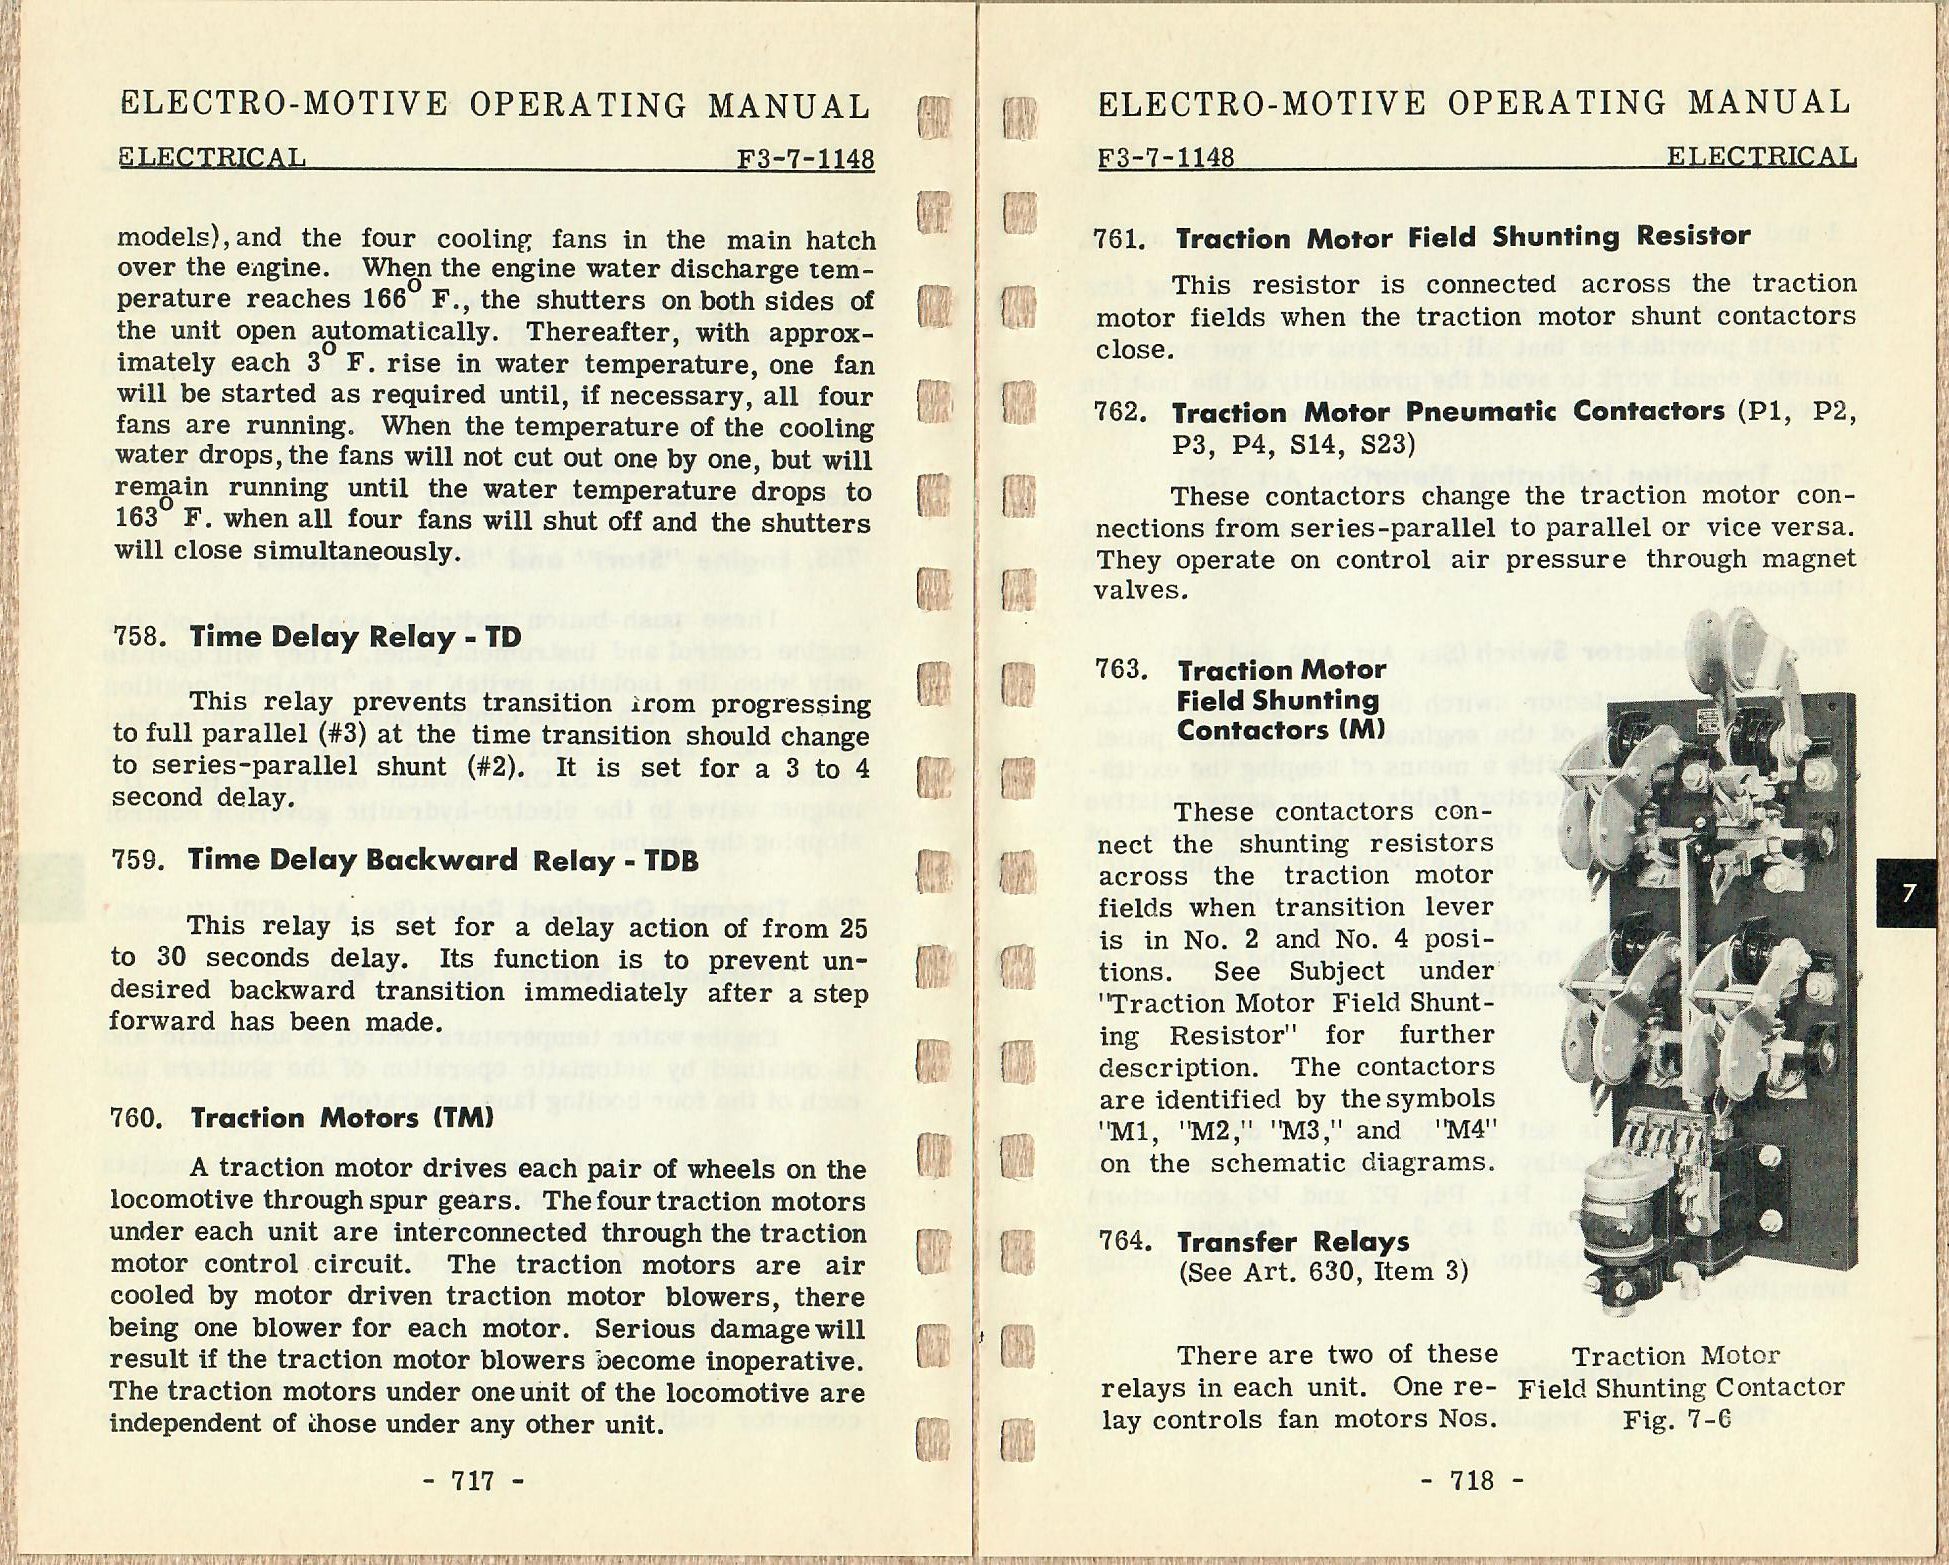 ELECTRO-MOTIVE OPERATING MANUAL
ELECTRICAL F3-7-1148
models), and the four cooling fans in the main hatch
over the engine. When the engine water discharge tem-
perature reaches 166° F., the shutters on both sides of
the unit open automatically. Thereafter, with approx-
imately each 3° F. rise in water temperature, one fan
will be started as required until, if necessary, all four
fans are running. When the temperature of the cooling
water drops, the fans will not cut out one by one, but will
remain running until the water temperature drops to
163° F. when all four fans will shut off and the shutters
will close simultaneously.
758. Time Delay Relay - TD
This relay prevents transition from progressing
to full parallel (#3) at the time transition should change
to series-parallel shunt (#2). It is set for a 3 to 4
second delay.
759. Time Delay Backward Relay - TDB
This relay is set for a delay action of from 25
to 30 seconds delay. Its function is to prevent un-
desired backward transition immediately after a step
forward has been made.
760. Traction Motors (TM)
A traction motor drives each pair of wheels on the
locomotive through spur gears. The four traction motors
under each unit are interconnected through the traction
motor control circuit. The traction motors are air
cooled by motor driven traction motor blowers, there
being one blower for each motor. Serious damage will
result if the traction motor blowers become inoperative.
The traction motors under one unit of the locomotive are
independent of those under any other unit.
- 717 -
ELECTRO-MOTIVE OPERATING MANUAL
F3-7-1148 ELECTRICAL
761. Traction Motor Field Shunting Resistor
This resistor is connected across the traction
motor fields when the traction motor shunt contactors
close.
762. Traction Motor Pneumatic Contactors (P1, P2,
P3, P4, S14, S23)
These contactors change the traction motor con-
nections from series-parallel to parallel or vice versa.
They operate on control air pressure through magnet
valves.
763. Traction Motor
Field Shunting
Contactors (M)
These contactors con-
nect the shunting resistors
across the traction motor
fields when transition lever
is in No. 2 and No. 4 posi-
tions. See Subject under
"Traction Motor Field Shunt-
ing Resistor" for further
description. The contactors
are identified by the symbols
"M1, "M2," "M3," and "M4"
on the schematic diagrams.
764. Transfer Relays
(See Art. 630, Item 3)
There are two of these
relays in each unit. One re-
lay controls fan motors Nos.
Traction Motor
Field Shunting Contactor
Fig. 7-6
7
- 718 -